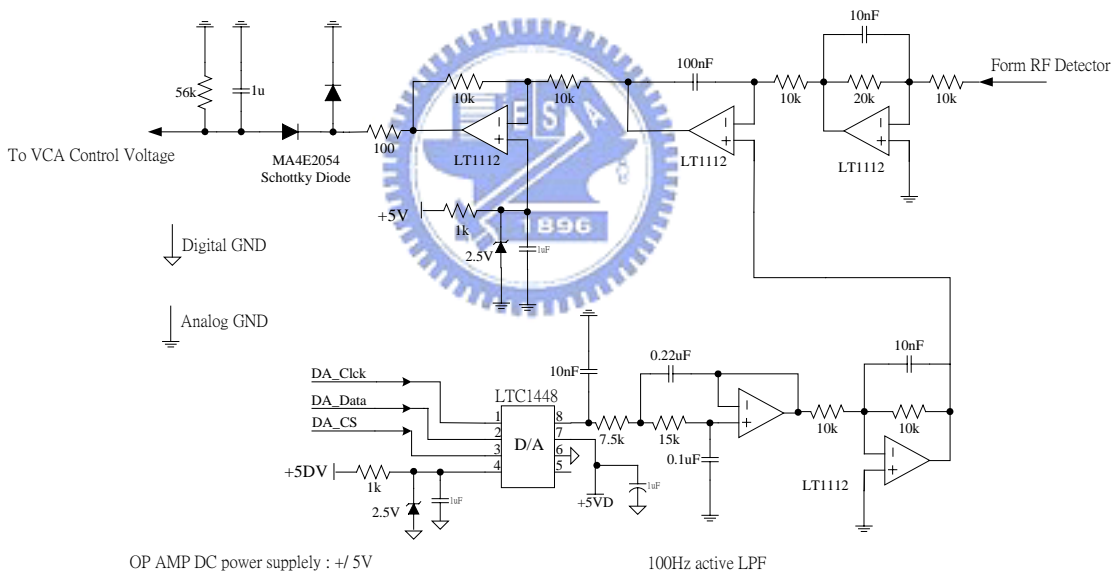 10nF
Form RF Detector
100nF
10k
10k
10k
20k
10k
56k
1u
100
To VCA Control Voltage
MA4E2054
Schottky Diode
LT1112
LT1112
LT1112
E S A
+5V
1k
2.5V
1uF
1896
Digital GND
Analog GND
DA_Clck
DA_Data
DA_CS
LTC1448
D/A
1
2
3
4
8
7
6
5
+5DV
1k
2.5V
1uF
+5VD
1uF
10nF
0.22uF
7.5k
15k
0.1uF
10nF
10k
10k
LT1112
OP AMP DC power supplely : +/ 5V
100Hz active LPF